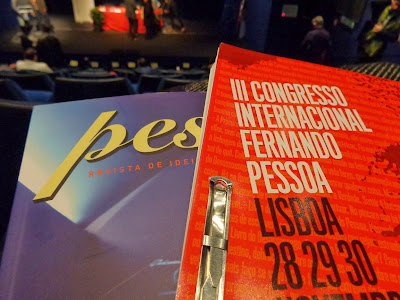 pes
REVISTA DE IDEI
III CONGRESSO
INTERNACIONAL
FERNANDO
PESSOA
LISBOA
28 29 30